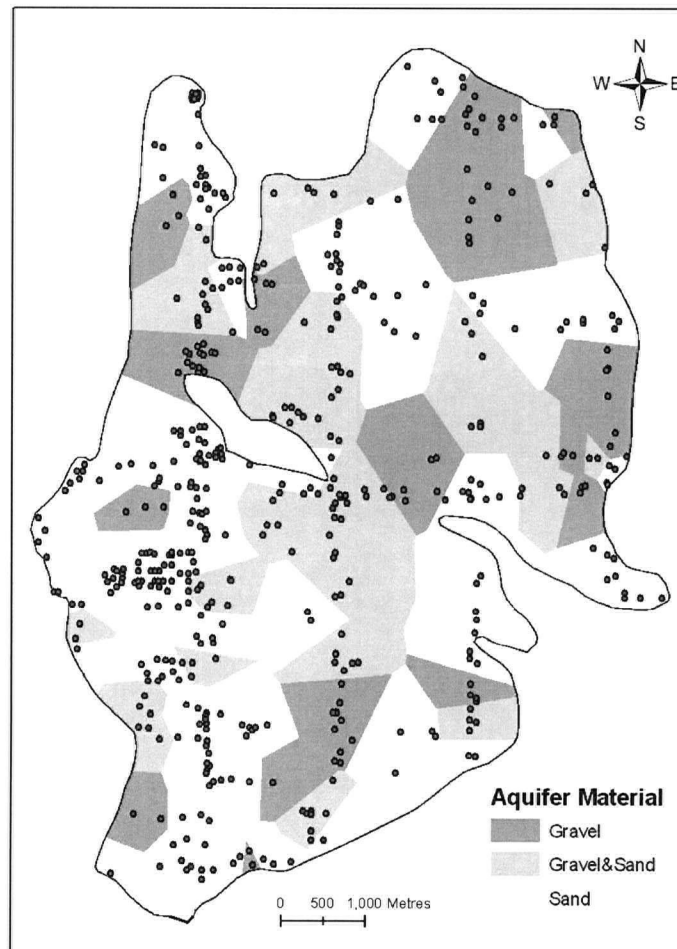 N
W E
S
Aquifer Material
Gravel
Gravel&Sand
Sand
0 500 1,000 Metres